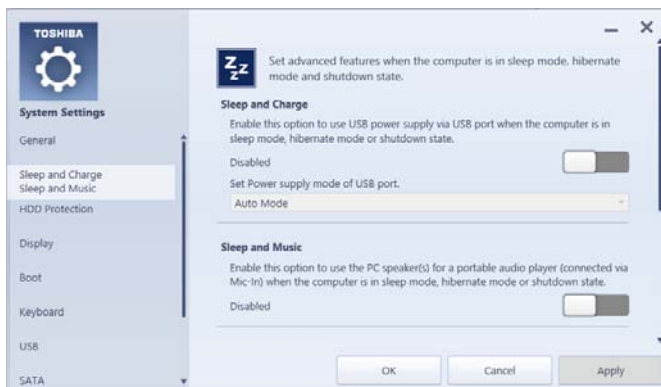 TOSHIBA
System Settings
General
Sleep and Charge
Sleep and Music
HDD Protection
Display
Boot
Keyboard
USB
SATA
Zzz
Set advanced features when the computer is in sleep mode, hibernate
mode and shutdown state.
Sleep and Charge
Enable this option to use USB power supply via USB port when the computer is in
sleep mode, hibernate mode or shutdown state.
Disabled
Set Power supply mode of USB port.
Auto Mode
Sleep and Music
Enable this option to use the PC speaker(s) for a portable audio player (connected via
Mic-In) when the computer is in sleep mode, hibernate mode or shutdown state.
Disabled
OK
Cancel
Apply